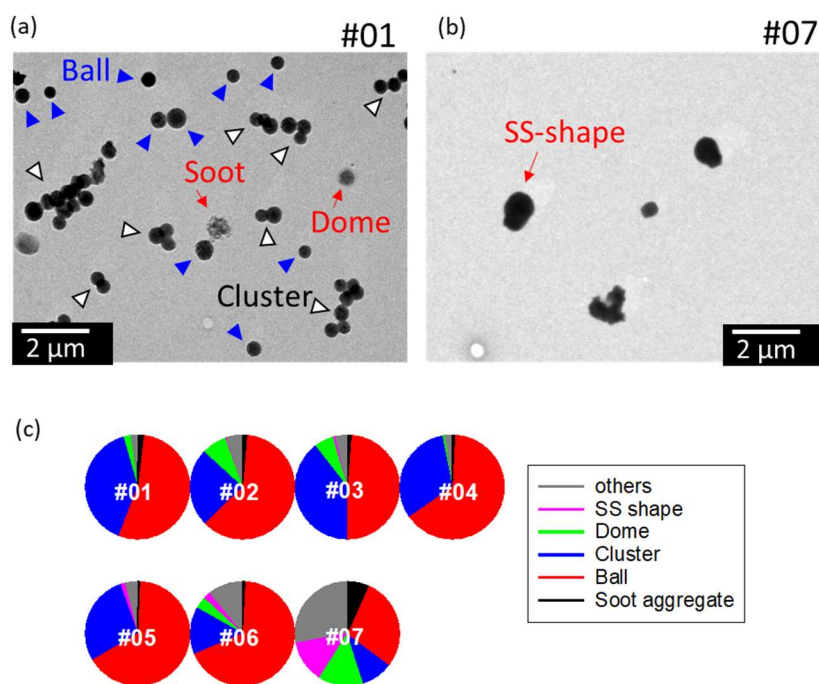 (a)
#01
Ball
Soot
Dome
Cluster
2 μm
(b)
#07
SS-shape
2 μm
(c)
#01
#02
#03
#04
#05
#06
#07
others
SS shape
Dome
Cluster
Ball
Soot aggregate